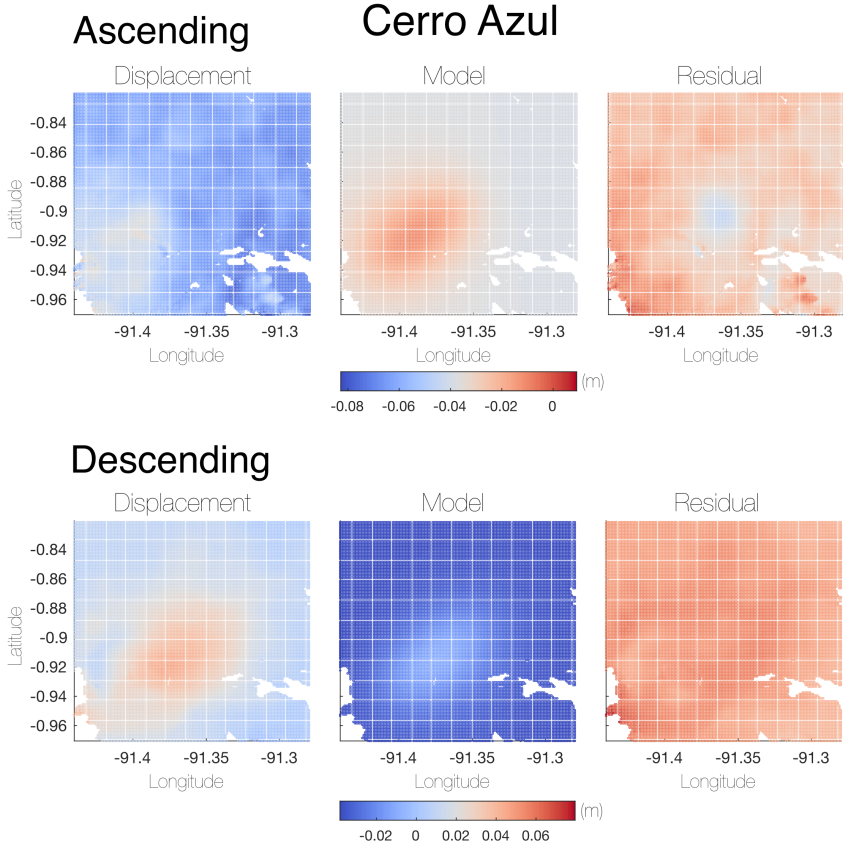 Ascending Cerro Azul
Displacement Model Residual
-0.84
-0.86
-0.88
-0.9
-0.92
-0.94
-0.96
Latitude
-91.4 -91.35 -91.3 -91.4 -91.35 -91.3 -91.4 -91.35 -91.3
Longitude Longitude Longitude
(m)
-0.08 -0.06 -0.04 -0.02 0
Descending
Displacement Model Residual
-0.84
-0.86
-0.88
-0.9
-0.92
-0.94
-0.96
Latitude
-91.4 -91.35 -91.3 -91.4 -91.35 -91.3 -91.4 -91.35 -91.3
Longitude Longitude Longitude
(m)
-0.02 0 0.02 0.04 0.06